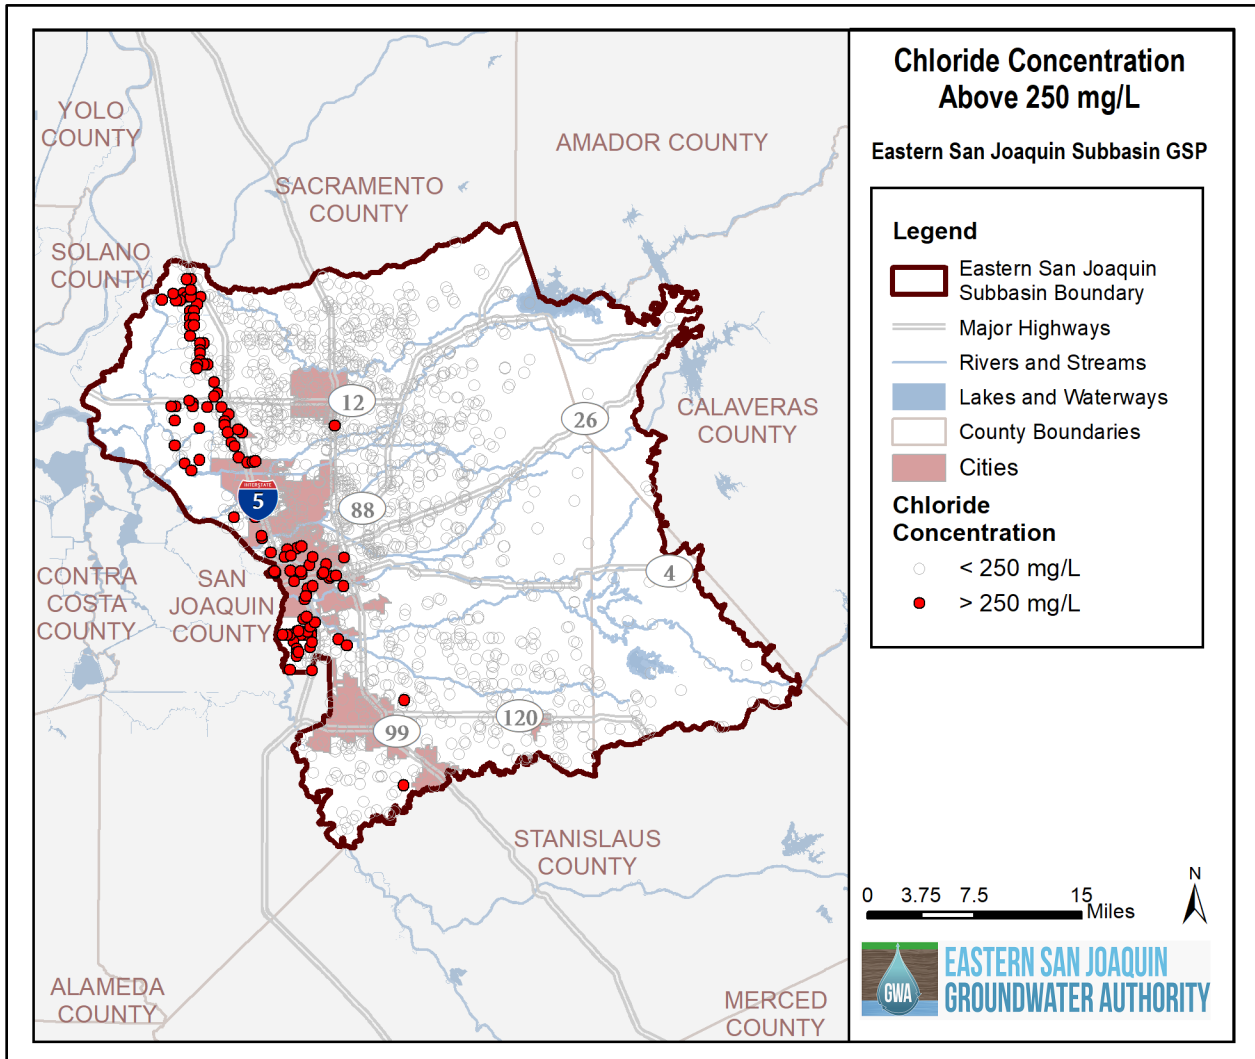 YOLO
COUNTY
AMADOR COUNTY
SACRAMENTO
COUNTY
SOLANO
COUNTY
12
26
CALAVERAS
COUNTY
INTERSTATE
5
88
4
CONTRA
COSTA
COUNTY
SAN
JOAQUIN
COUNTY
120
99
STANISLAUS
COUNTY
ALAMEDA
COUNTY
MERCED
COUNTY
Chloride Concentration
Above 250 mg/L
Eastern San Joaquin Subbasin GSP
Legend
Eastern San Joaquin
Subbasin Boundary
Major Highways
Rivers and Streams
Lakes and Waterways
County Boundaries
Cities
Chloride
Concentration
< 250 mg/L
> 250 mg/L
N
0 3.75 7.5 15
Miles
GWA
EASTERN SAN JOAQUIN
GROUNDWATER AUTHORITY